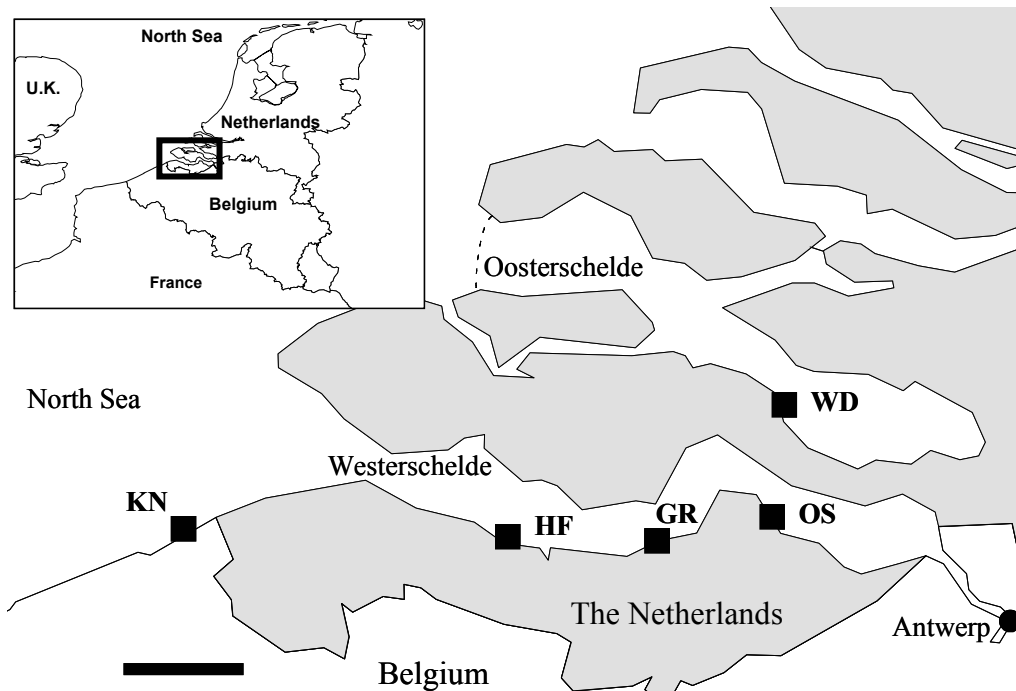 North Sea
U.K.
Netherlands
Belgium
France
Oosterschelde
North Sea
WD
Westerschelde
KN
HF
GR
OS
The Netherlands
Antwerp
Belgium